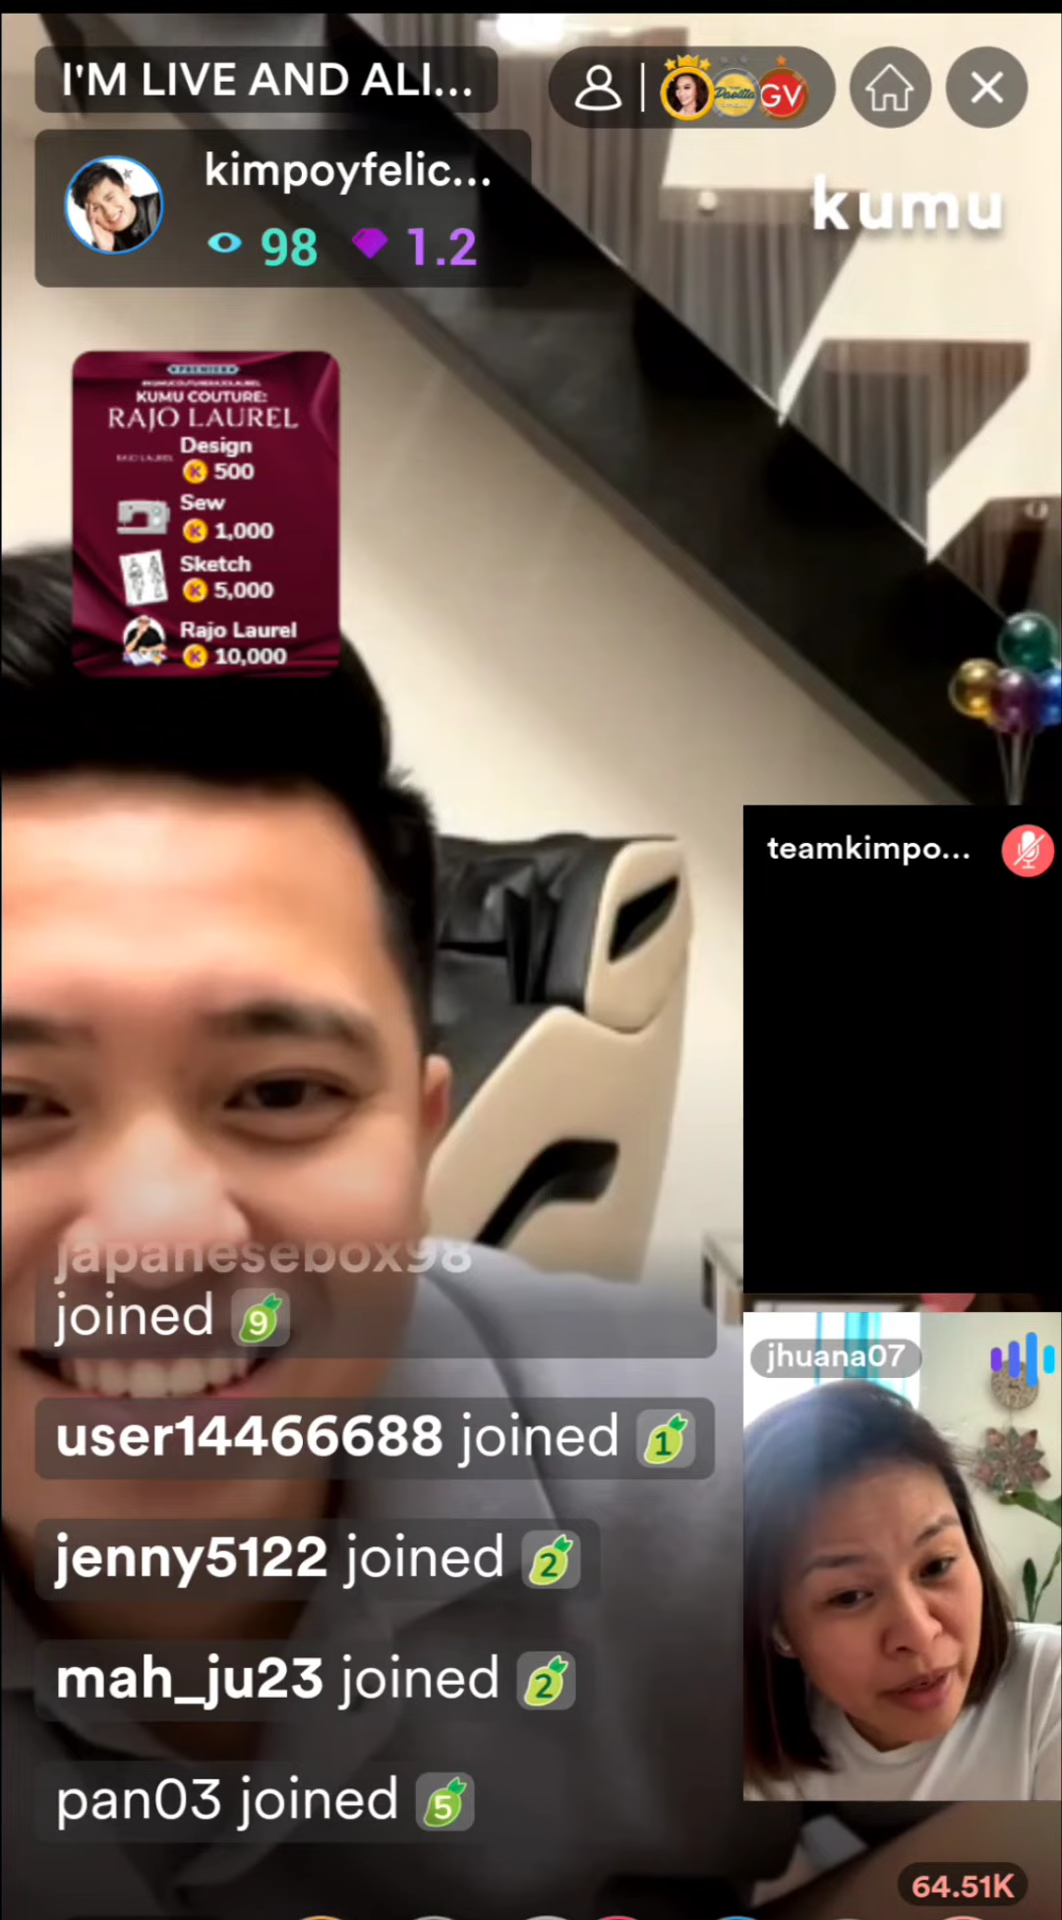 I'M LIVE AND ALI...
GV
kimpoyfelic...
98 1.2
kumu
KUMU COUTURE:
RAJO LAUREL
Design
500
Sew
1,000
Sketch
5,000
Rajo Laurel
10,000
teamkimpo...
japanesebox98
joined 9
jhuana07
user14466688 joined 1
jenny5122 joined 2
mah_ju23 joined 2
pan03 joined 5
64.51K